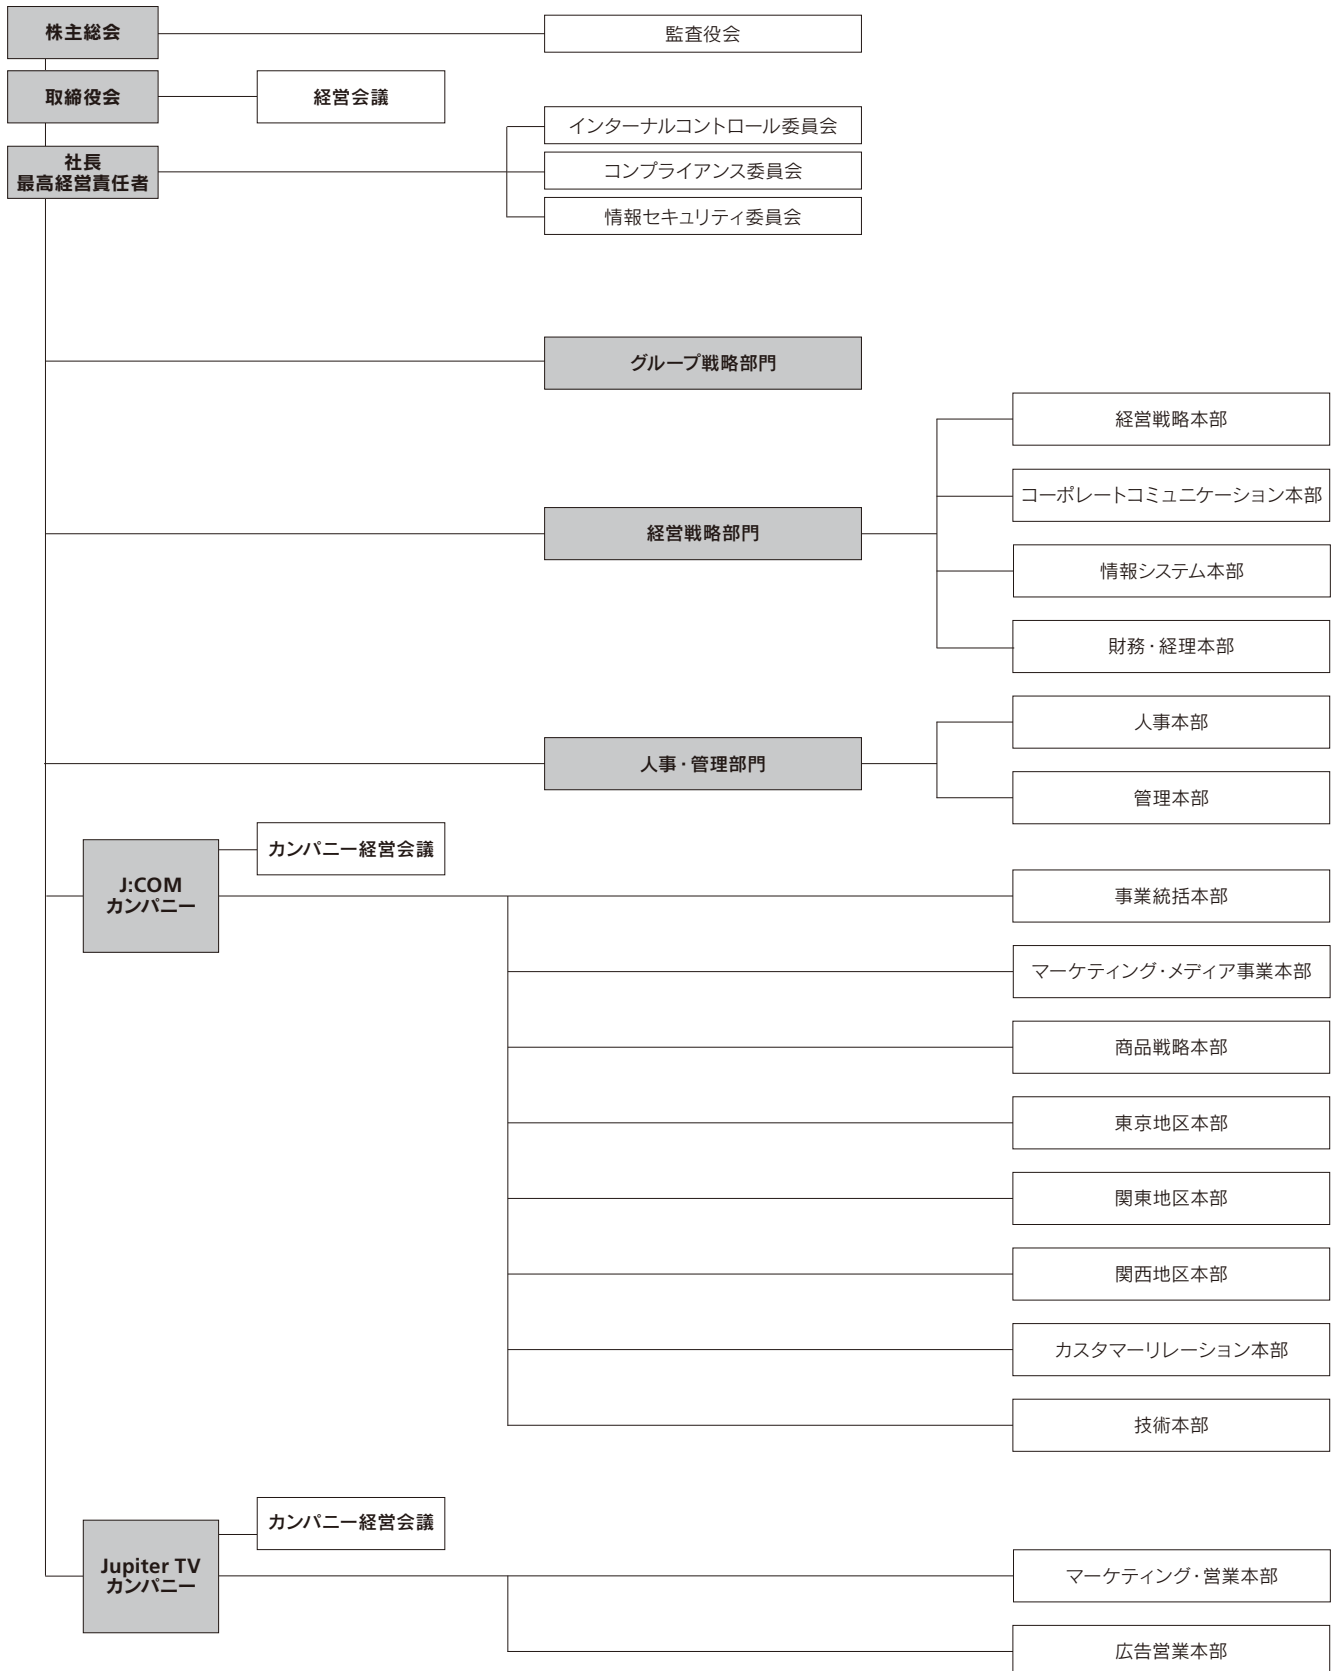 株主総会
監査役会
取締役会
経営会議
インターナルコントロール委員会
社長
最高経営責任者
コンプライアンス委員会
情報セキュリティ委員会
グループ戦略部門
経営戦略本部
コーポレートコミュニケーション本部
経営戦略部門
情報システム本部
財務・経理本部
人事本部
人事・管理部門
管理本部
カンパニー経営会議
J:COM
カンパニー
事業統括本部
マーケティング・メディア事業本部
商品戦略本部
東京地区本部
関東地区本部
関西地区本部
カスタマーリレーション本部
技術本部
カンパニー経営会議
Jupiter TV
カンパニー
マーケティング・営業本部
広告営業本部